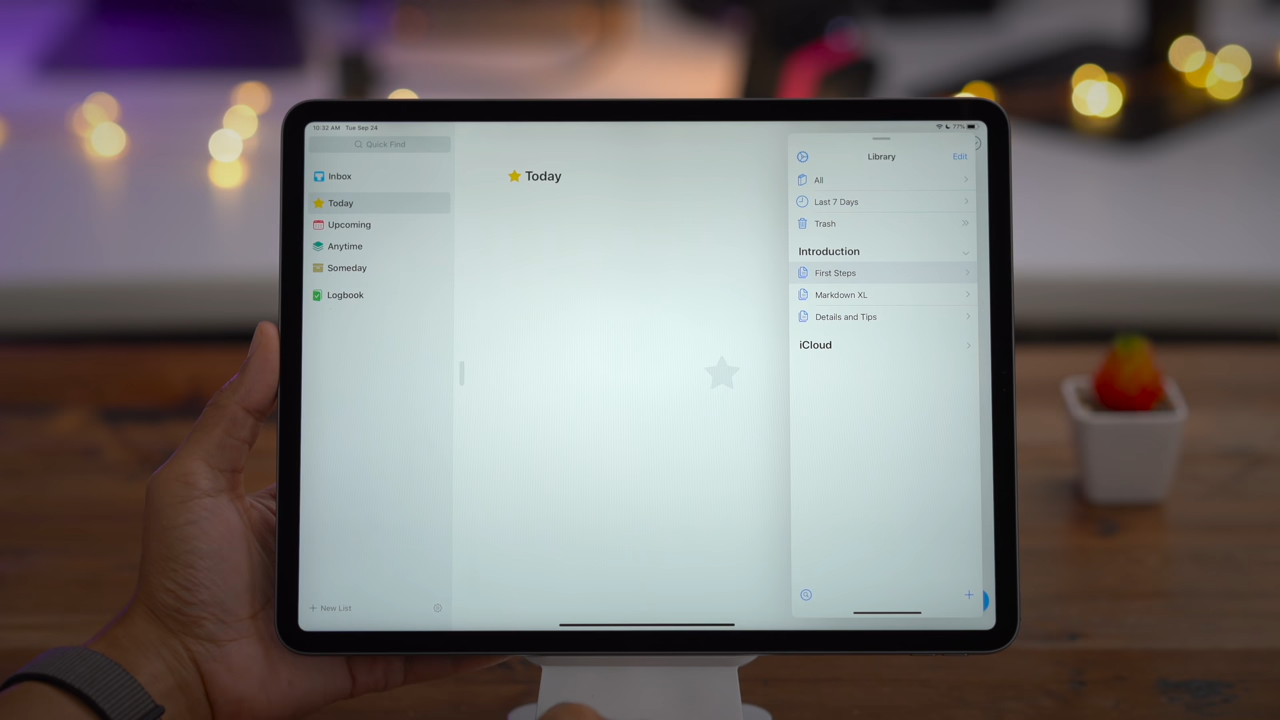 10:32 AM Tue Sep 24
77%
Quick Find
Inbox
Today
Upcoming
Anytime
Someday
Logbook
New List
Today
Library
Edit
All
Last 7 Days
Trash
Introduction
First Steps
Markdown XL
Details and Tips
iCloud